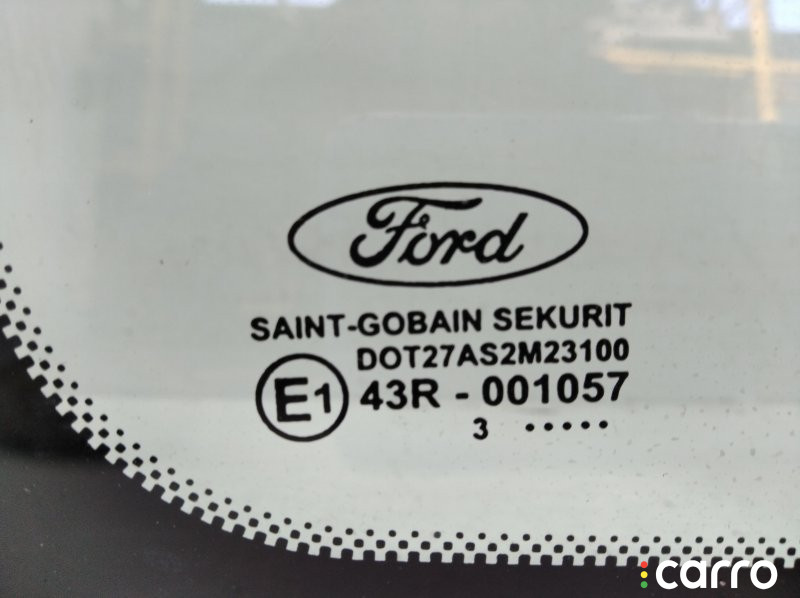 Ford
SAINT-GOBAIN SEKURIT
DOT27AS2M23100
E1 43R - 001057
3 •••••
carro